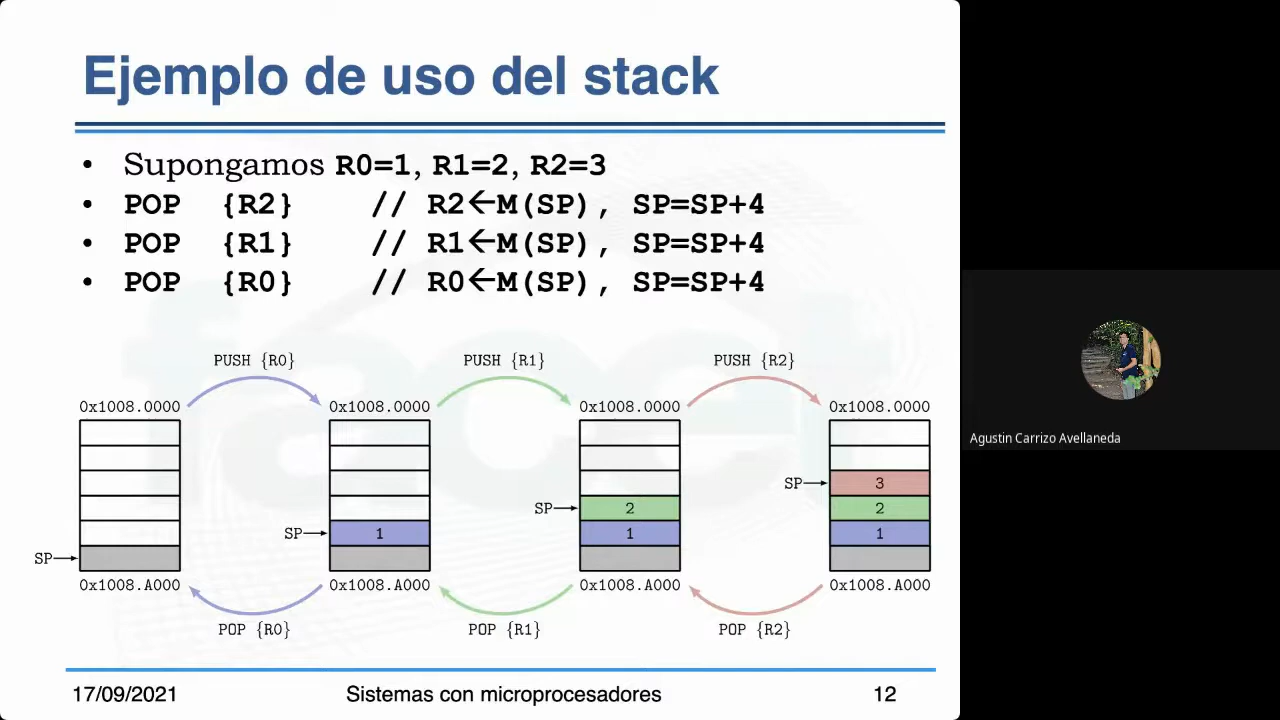 Ejemplo de uso del stack
• Supongamos R0=1, R1=2, R2=3
• POP {R2} // R2←M(SP), SP=SP+4
• POP {R1} // R1←M(SP), SP=SP+4
• POP {R0} // R0←M(SP), SP=SP+4
PUSH {R0} PUSH {R1} PUSH {R2}
0x1008.0000 0x1008.0000 0x1008.0000 0x1008.0000
SP 3
SP 2 2
SP 1 1 1
SP
0x1008.A000 0x1008.A000 0x1008.A000 0x1008.A000
POP {R0} POP {R1} POP {R2}
17/09/2021 Sistemas con microprocesadores 12
Agustin Carrizo Avellaneda